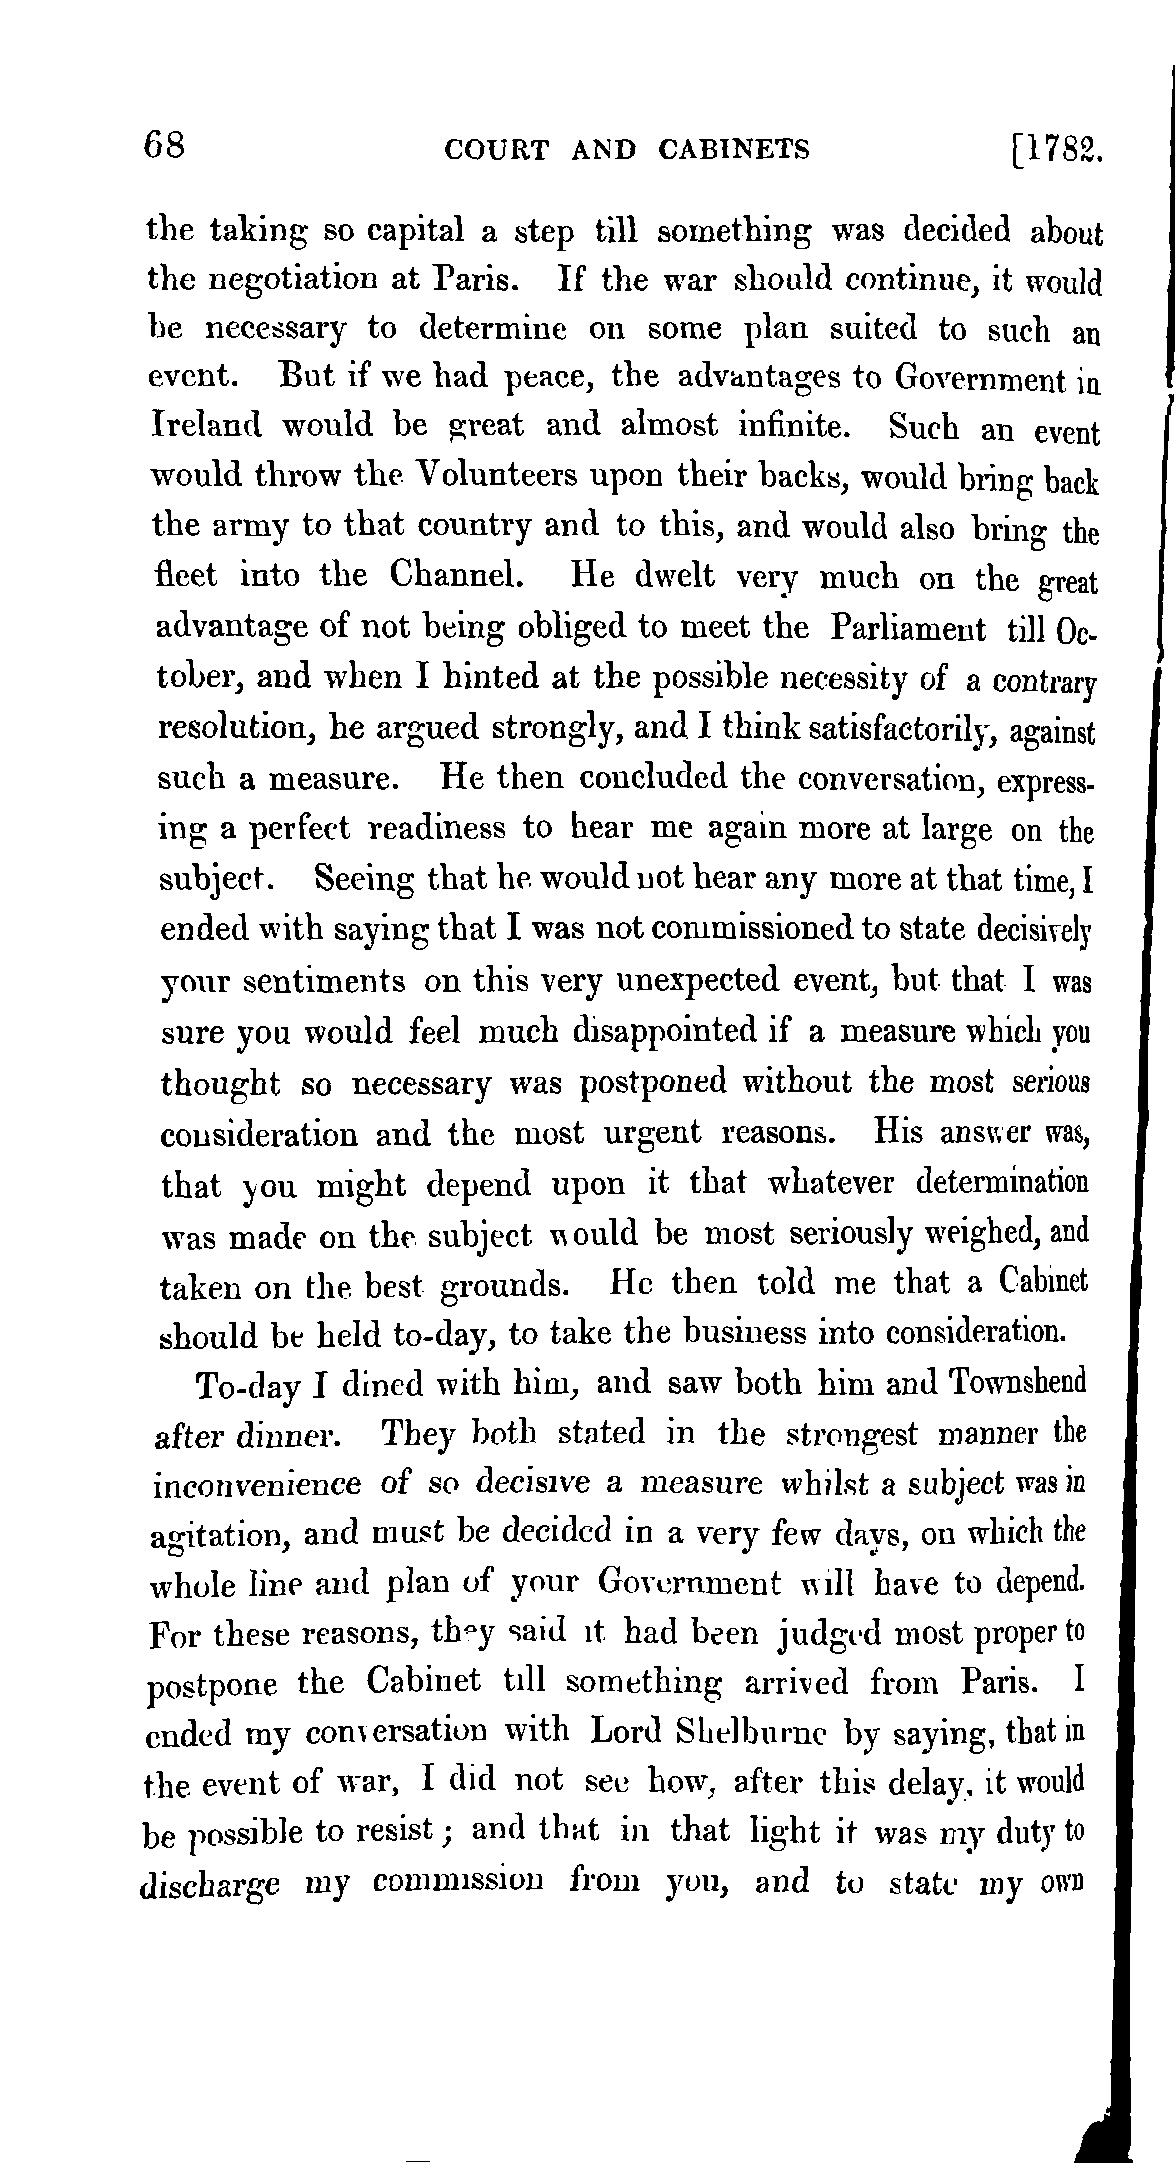 68 COURT AND CABINETS [1782.
the taking so capital a step till something was decided about
the negotiation at Paris. If the war should continue, it would
be necessary to determine on some plan suited to such an
event. But if we had peace, the advantages to Government in
Ireland would be great and almost infinite. Such an event
would throw the Volunteers upon their backs, would bring back
the army to that country and to this, and would also bring the
fleet into the Channel. He dwelt very much on the great
advantage of not being obliged to meet the Parliament till Oc-
tober, and when I hinted at the possible necessity of a contrary
resolution, he argued strongly, and I think satisfactorily, against
such a measure. He then concluded the conversation, express-
ing a perfect readiness to hear me again more at large on the
subject. Seeing that he would not hear any more at that time, I
ended with saying that I was not commissioned to state decisively
your sentiments on this very unexpected event, but that I was
sure you would feel much disappointed if a measure which you
thought so necessary was postponed without the most serious
consideration and the most urgent reasons. His answer was,
that you might depend upon it that whatever determination
was made on the subject would be most seriously weighed, and
taken on the best grounds. He then told me that a Cabinet
should be held to-day, to take the business into consideration.
To-day I dined with him, and saw both him and Townshend
after dinner. They both stated in the strongest manner the
inconvenience of so decisive a measure whilst a subject was in
agitation, and must be decided in a very few days, on which the
whole line and plan of your Government will have to depend.
For these reasons, they said it had been judged most proper to
postpone the Cabinet till something arrived from Paris. I
ended my conversation with Lord Shelburne by saying, that in
the event of war, I did not see how, after this delay, it would
be possible to resist; and that in that light it was my duty to
discharge my commission from you, and to state my own